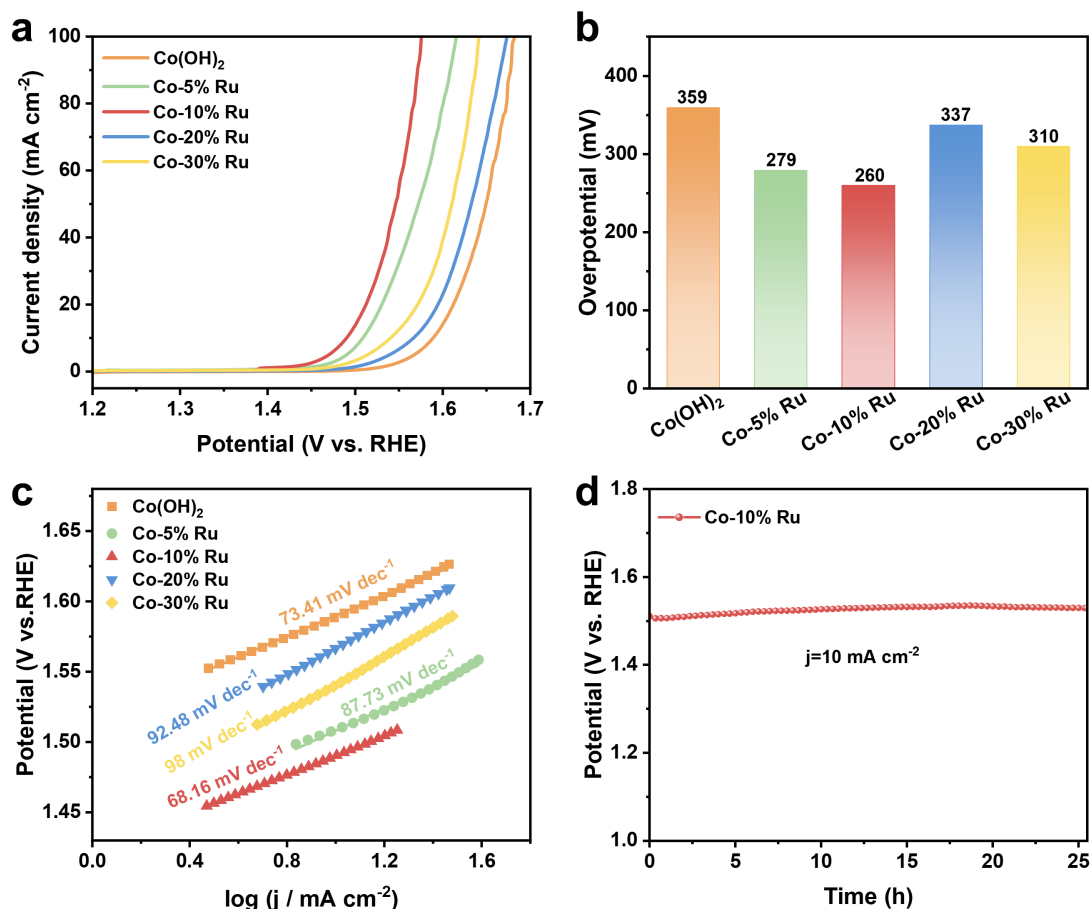 a
Current density (mA cm⁻²)
100
80
60
40
20
0
Co(OH)₂
Co-5% Ru
Co-10% Ru
Co-20% Ru
Co-30% Ru
1.2 1.3 1.4 1.5 1.6 1.7
Potential (V vs. RHE)
b
Overpotential (mV)
400
300
200
100
0
359
279
260
337
310
Co(OH)₂
Co-5% Ru
Co-10% Ru
Co-20% Ru
Co-30% Ru
c
Potential (V vs.RHE)
1.65
1.60
1.55
1.50
1.45
Co(OH)₂
Co-5% Ru
Co-10% Ru
Co-20% Ru
Co-30% Ru
73.41 mV dec⁻¹
92.48 mV dec⁻¹
87.73 mV dec⁻¹
98 mV dec⁻¹
68.16 mV dec⁻¹
0.0 0.4 0.8 1.2 1.6
log (j / mA cm⁻²)
d
Potential (V vs. RHE)
1.8
1.6
1.4
1.2
1.0
Co-10% Ru
j=10 mA cm⁻²
0 5 10 15 20 25
Time (h)